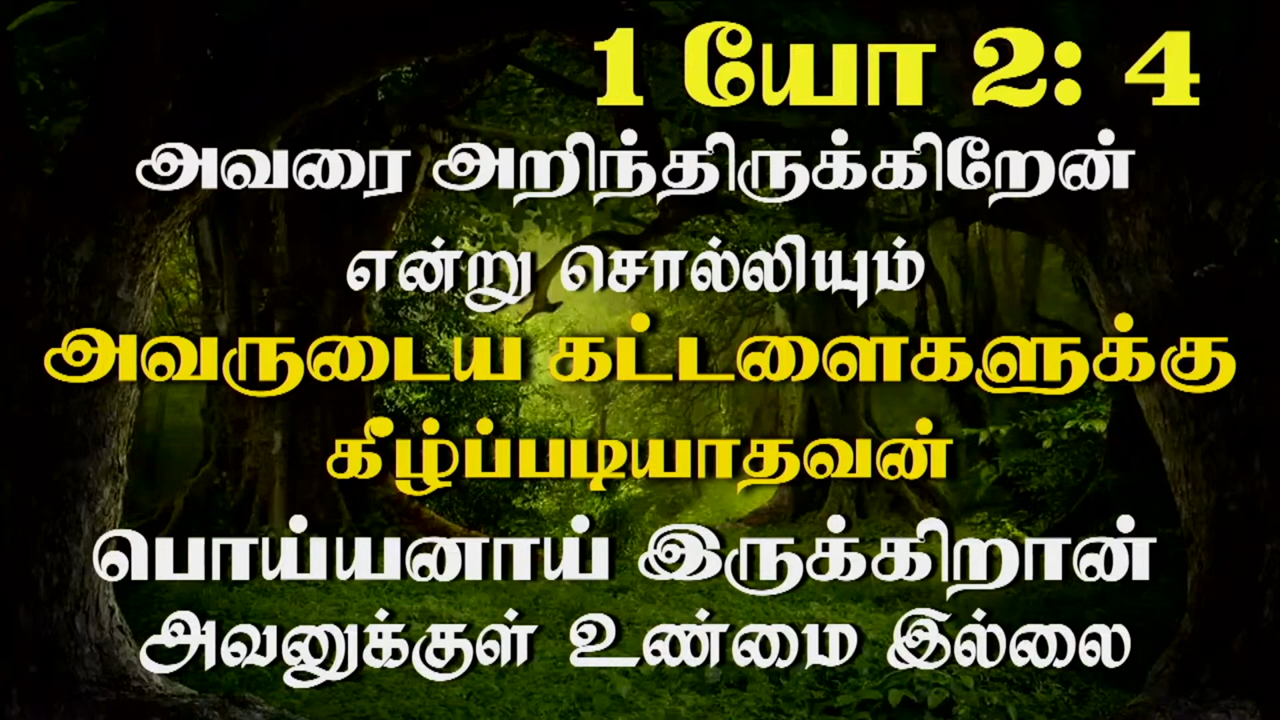 1 யோ 2: 4
அவரை அறிந்திருக்கிறேன்
என்று சொல்லியும்
அவருடைய கட்டளைகளுக்கு
கீழ்ப்படியாதவன்
பொய்யனாய் இருக்கிறான்
அவனுக்குள் உண்மை இல்லை